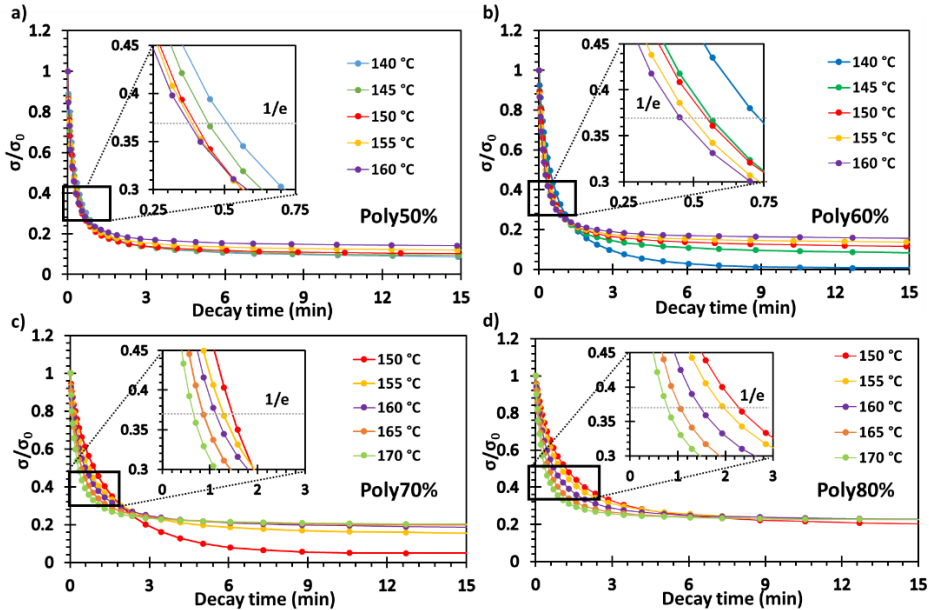 a)
1.2
1
0.8
0.6
0.4
0.2
0
σ/σ₀
0.45
0.4
0.35
0.3
0.25
0.5
0.75
1/e
140 °C
145 °C
150 °C
155 °C
160 °C
Poly50%
0 3 6 9 12 15
Decay time (min)
b)
1.2
1
0.8
0.6
0.4
0.2
0
σ/σ₀
0.45
0.4
0.35
0.3
0.25
0.5
0.75
1/e
140 °C
145 °C
150 °C
155 °C
160 °C
Poly60%
0 3 6 9 12 15
Decay time (min)
c)
1.2
1
0.8
0.6
0.4
0.2
0
σ/σ₀
0.45
0.4
0.35
0.3
0 1 2 3
1/e
150 °C
155 °C
160 °C
165 °C
170 °C
Poly70%
0 3 6 9 12 15
Decay time (min)
d)
1.2
1
0.8
0.6
0.4
0.2
0
σ/σ₀
0.45
0.4
0.35
0.3
0 1 2 3
1/e
150 °C
155 °C
160 °C
165 °C
170 °C
Poly80%
0 3 6 9 12 15
Decay time (min)